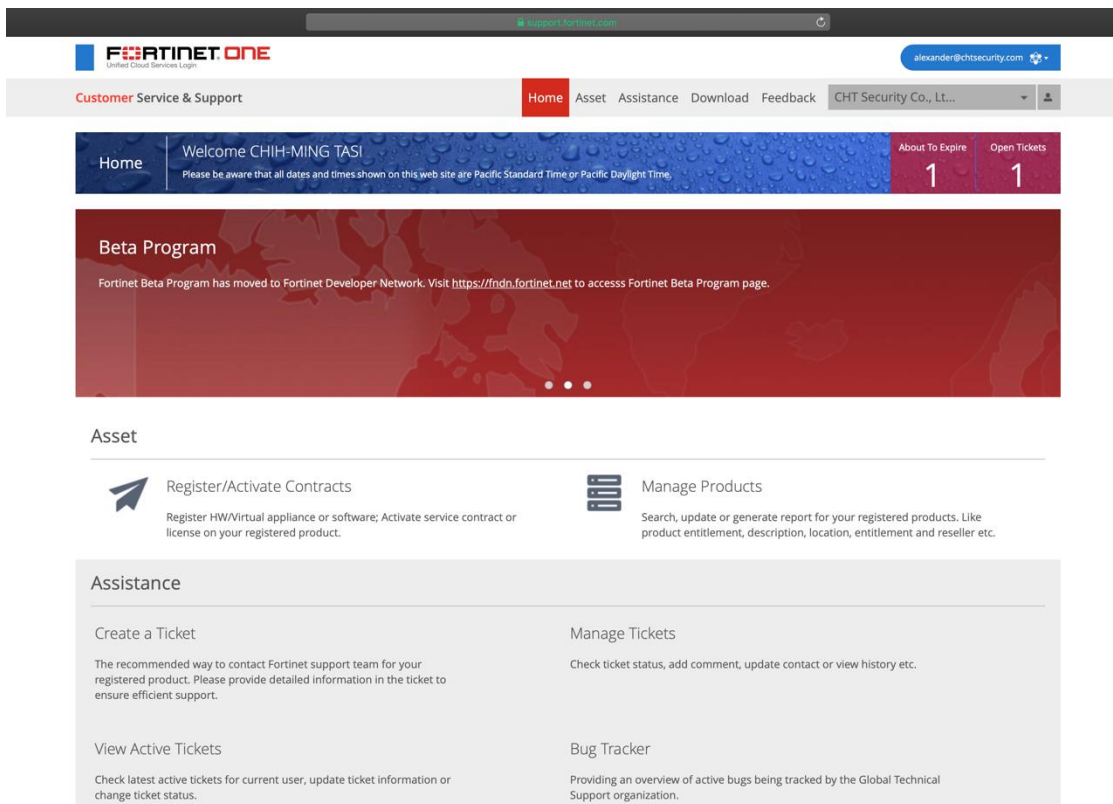 support.fortinet.com
FORTINET ONE
Unified Cloud Services Login
alexander@chtsecurity.com
Customer Service & Support
Home Asset Assistance Download Feedback CHT Security Co., Lt...
Home
Welcome CHIH-MING TASI
Please be aware that all dates and times shown on this web site are Pacific Standard Time or Pacific Daylight Time.
About To Expire
1
Open Tickets
1
Beta Program
Fortinet Beta Program has moved to Fortinet Developer Network. Visit https://fndn.fortinet.net to accesss Fortinet Beta Program page.
Asset
Register/Activate Contracts
Register HW/Virtual appliance or software; Activate service contract or
license on your registered product.
Manage Products
Search, update or generate report for your registered products. Like
product entitlement, description, location, entitlement and reseller etc.
Assistance
Create a Ticket
The recommended way to contact Fortinet support team for your
registered product. Please provide detailed information in the ticket to
ensure efficient support.
Manage Tickets
Check ticket status, add comment, update contact or view history etc.
View Active Tickets
Check latest active tickets for current user, update ticket information or
change ticket status.
Bug Tracker
Providing an overview of active bugs being tracked by the Global Technical
Support organization.